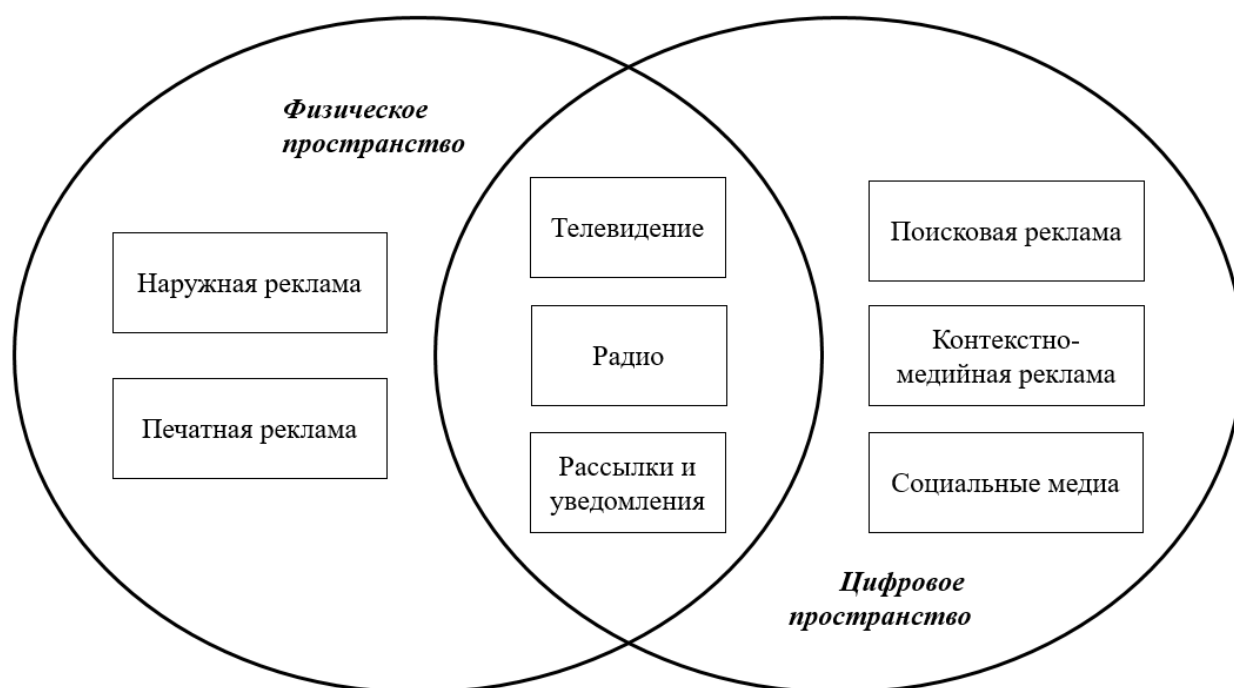 Физическое
пространство
Наружная реклама
Печатная реклама
Телевидение
Радио
Рассылки и
уведомления
Поисковая реклама
Контекстно-
медийная реклама
Социальные медиа
Цифровое
пространство